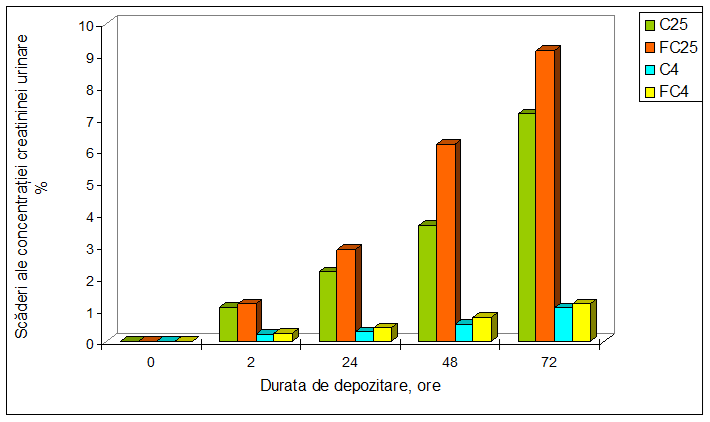 Scăderi ale concentrației creatininei urinare
%
10
9
8
7
6
5
4
3
2
1
0
0 2 24 48 72
Durata de depozitare, ore
C25
FC25
C4
FC4